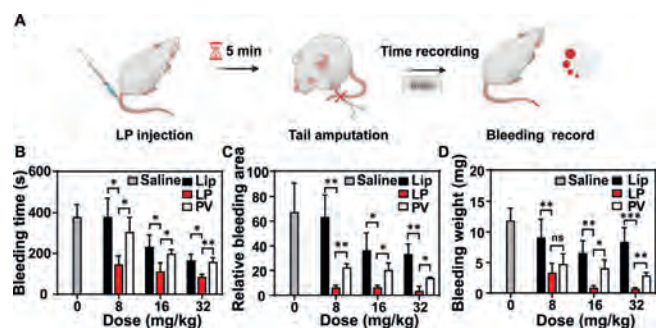 A
5 min
Time recording
LP injection
Tail amputation
Bleeding record
B
Bleeding time (s)
600
400
200
0
Saline
Lip
LP
PV
*
*
*
*
*
**
0
8
16
32
Dose (mg/kg)
C
Relative bleeding area
100
80
60
40
20
0
Saline
Lip
LP
PV
**
**
*
*
**
*
0
8
16
32
Dose (mg/kg)
D
Bleeding weight (mg)
20
15
10
5
0
Saline
Lip
LP
PV
**
ns
**
*
***
**
0
8
16
32
Dose (mg/kg)